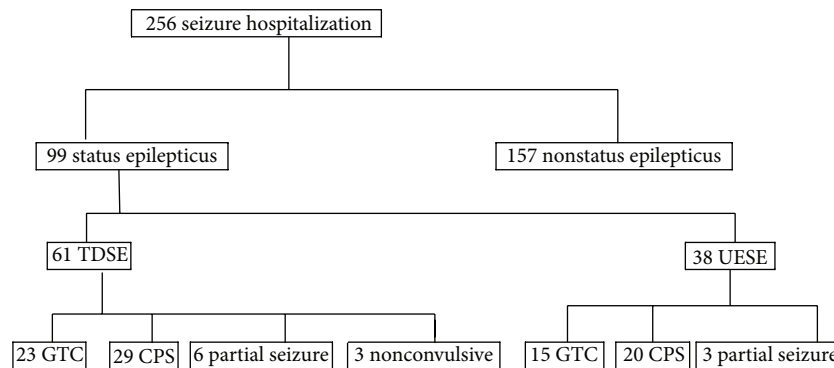 256 seizure hospitalization
99 status epilepticus
157 nonstatus epilepticus
61 TDSE
38 UESE
23 GTC
29 CPS
6 partial seizure
3 nonconvulsive
15 GTC
20 CPS
3 partial seizure